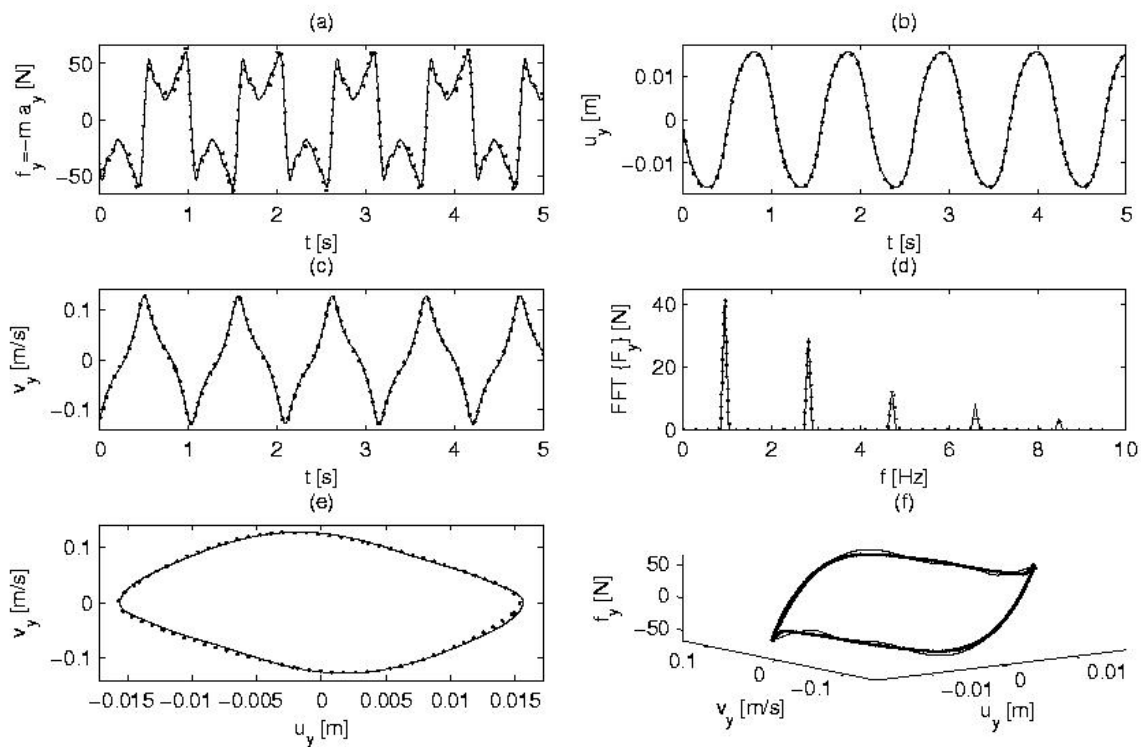 (a)
f_y=−m a_y [N]
50
0
−50
0 1 2 3 4 5
t [s]
(b)
u_y [m]
0.01
0
−0.01
0 1 2 3 4 5
t [s]
(c)
v_y [m/s]
0.1
0
−0.1
0 1 2 3 4 5
t [s]
(d)
FFT {F_y} [N]
40
20
0
0 2 4 6 8 10
f [Hz]
(e)
v_y [m/s]
0.1
0
−0.1
−0.015 −0.01 −0.005 0 0.005 0.01 0.015
u_y [m]
(f)
f_y [N]
50
0
−50
0.1 0 −0.1
v_y [m/s]
−0.01 0 0.01
u_y [m]